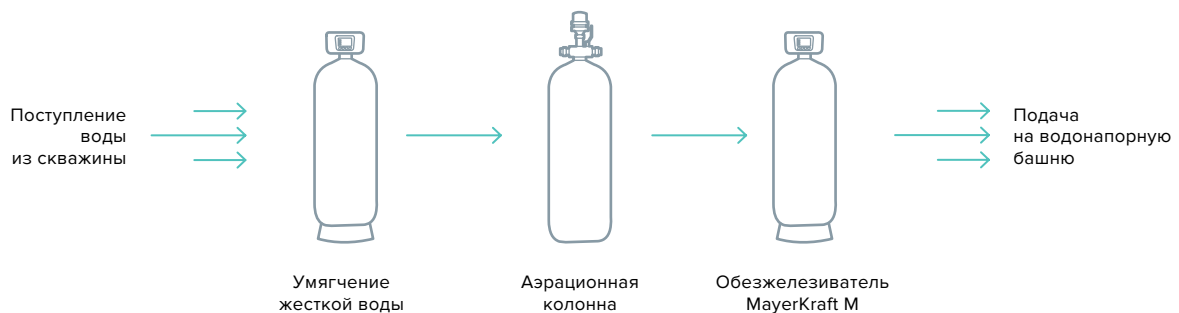 Поступление
воды
из скважины
Умягчение
жесткой воды
Аэрационная
колонна
Обезжелезиватель
MayerKraft M
Подача
на водонапорную
башню